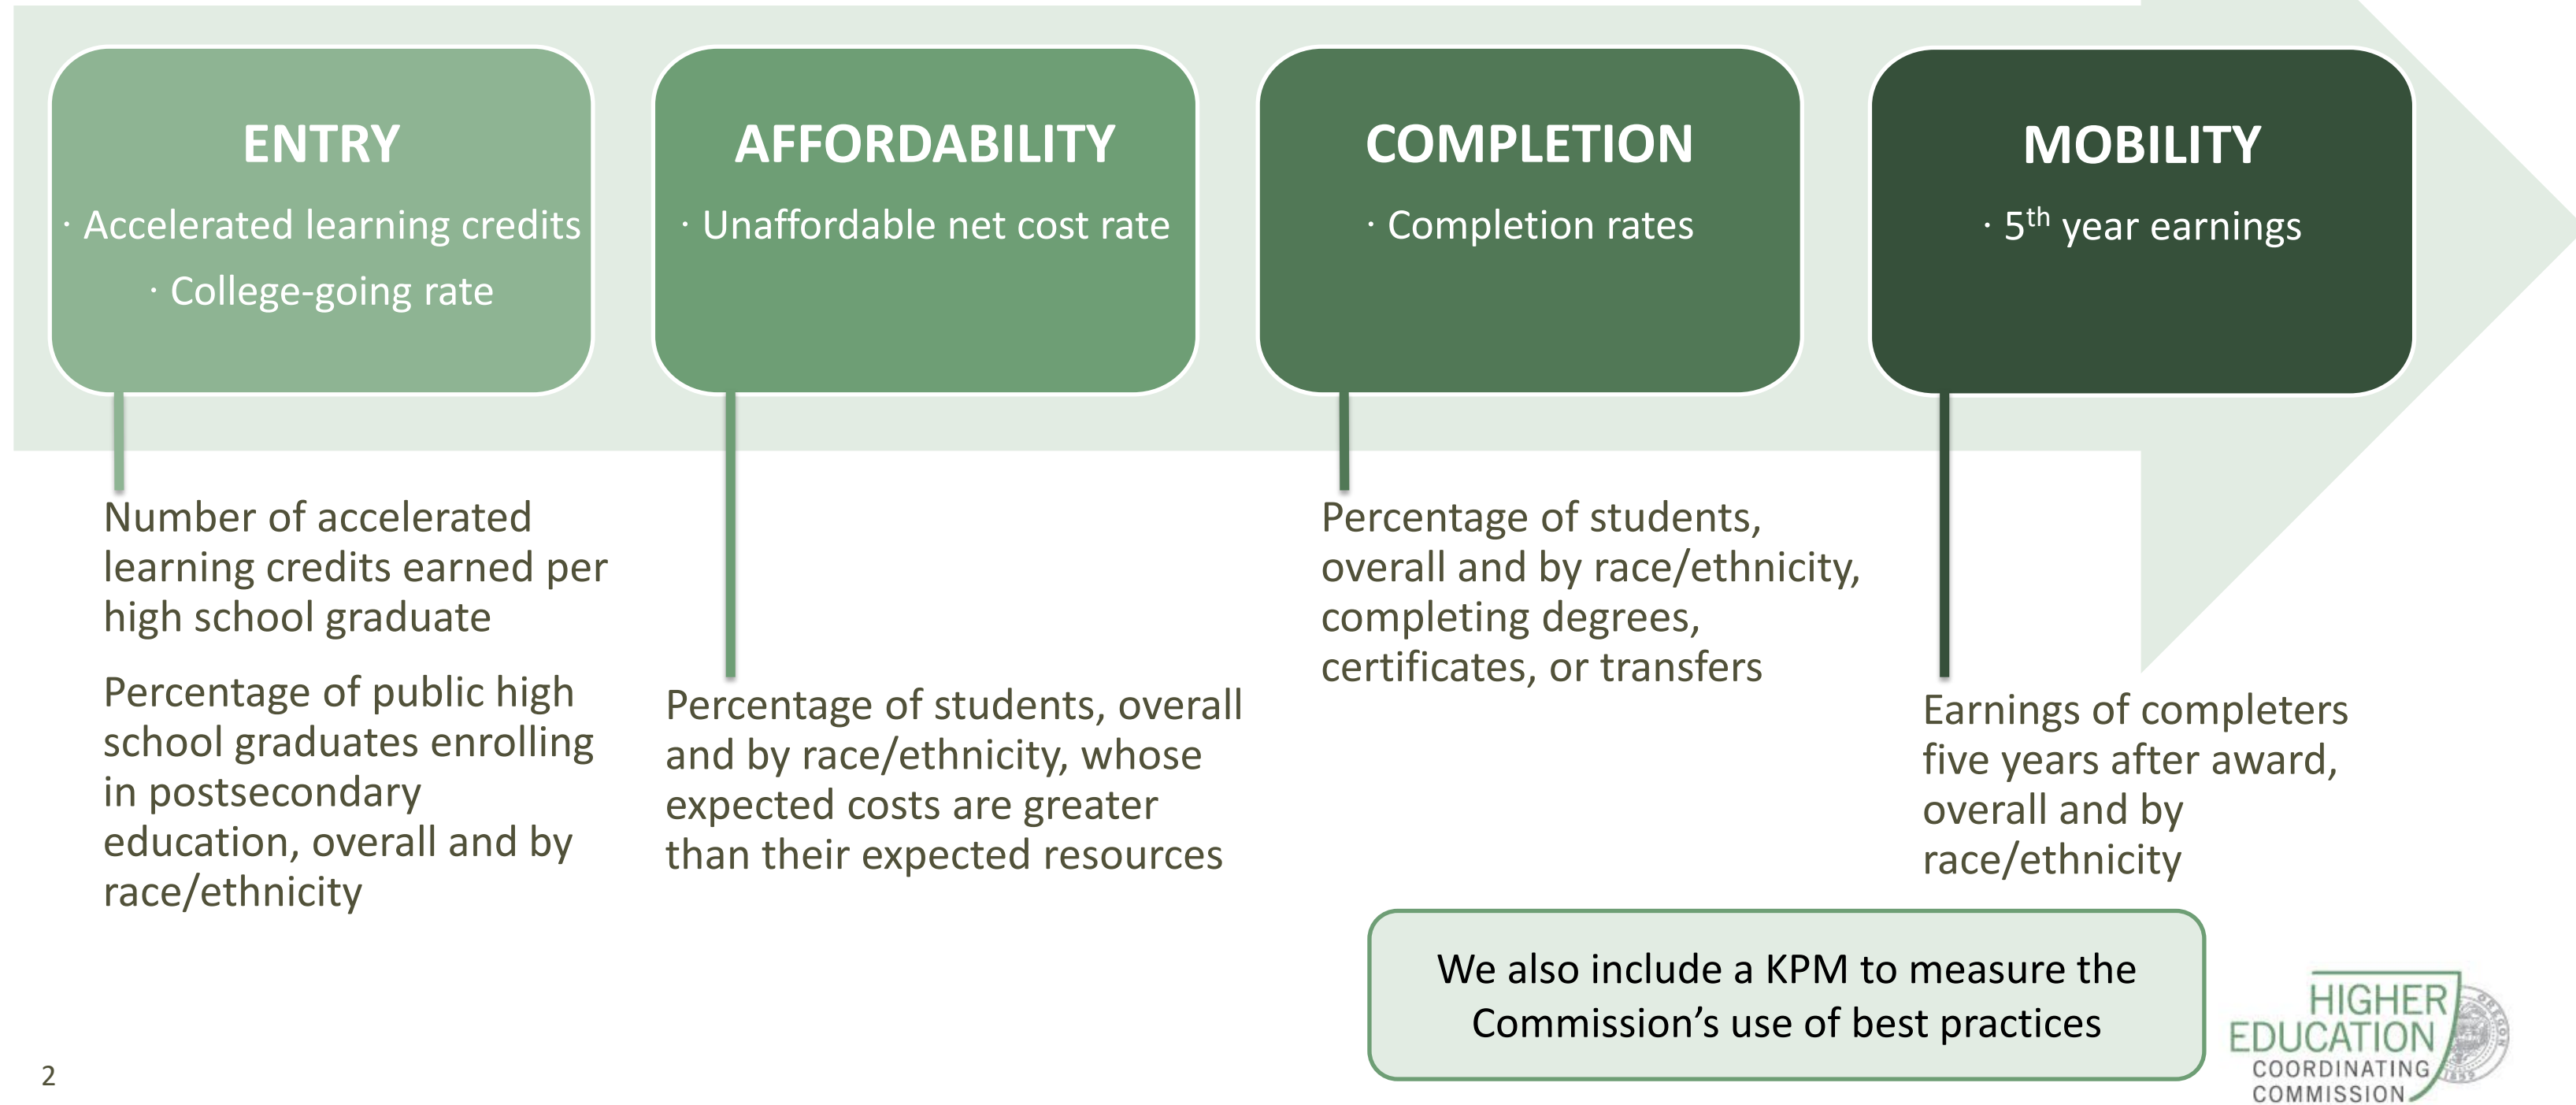 ENTRY
· Accelerated learning credits
· College-going rate
AFFORDABILITY
· Unaffordable net cost rate
COMPLETION
· Completion rates
MOBILITY
· 5th year earnings
Number of accelerated
learning credits earned per
high school graduate
Percentage of public high
school graduates enrolling
in postsecondary
education, overall and by
race/ethnicity
Percentage of students, overall
and by race/ethnicity, whose
expected costs are greater
than their expected resources
Percentage of students,
overall and by race/ethnicity,
completing degrees,
certificates, or transfers
Earnings of completers
five years after award,
overall and by
race/ethnicity
We also include a KPM to measure the
Commission’s use of best practices
2
HIGHER
EDUCATION
COORDINATING
COMMISSION
OREGON
1859